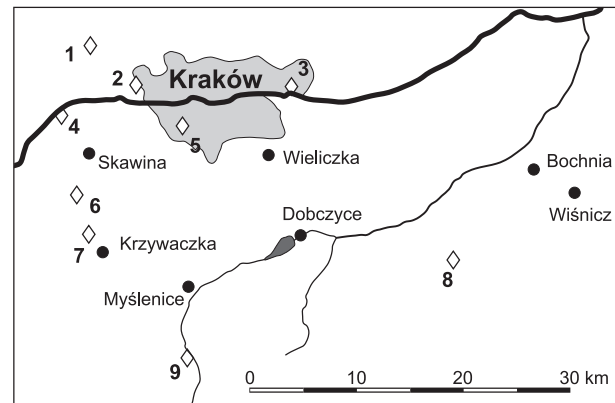 1
2
Kraków
3
4
5
Skawina
Wieliczka
Bochnia
6
Wiśnicz
Dobczyce
7
Krzywaczka
8
Myślenice
9
0 10 20 30 km